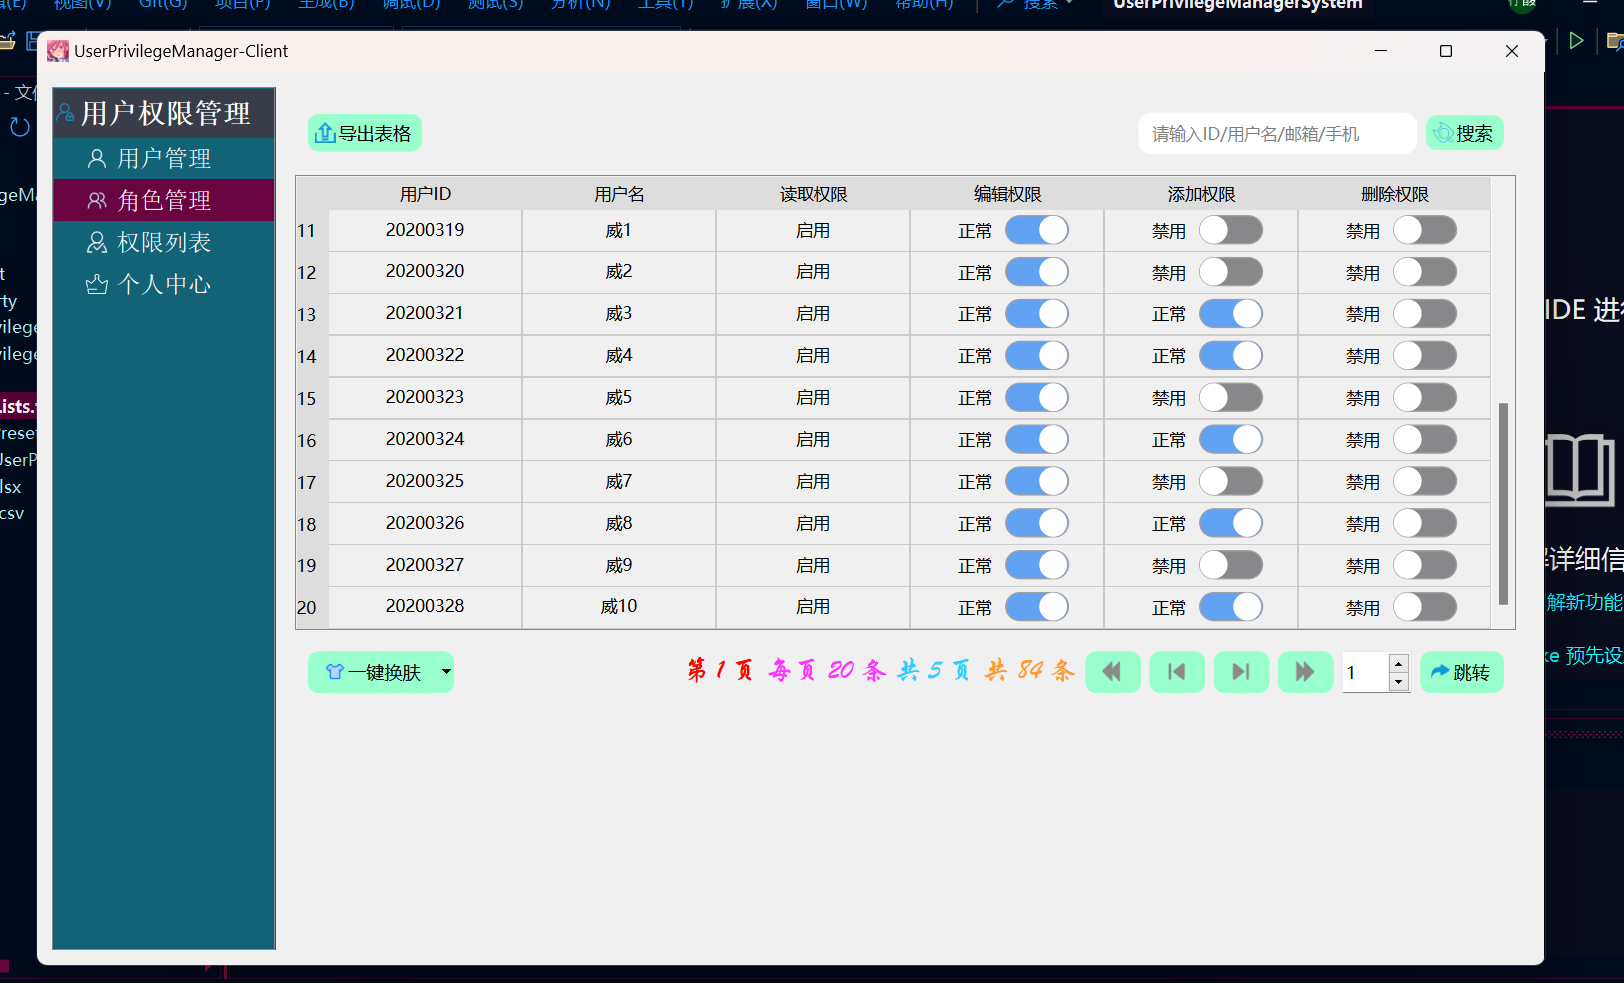 视图(V) Git(G) 项目(P) 生成(B) 调试(D) 测试(S) 分析(N) 工具(T) 扩展(X) 窗口(W) 帮助(H) 搜索 UserPrivilegeManagerSystem
UserPrivilegeManager-Client
用户权限管理
用户管理
角色管理
权限列表
个人中心
导出表格
请输入ID/用户名/邮箱/手机
搜索
用户ID 用户名 读取权限 编辑权限 添加权限 删除权限
11 20200319 威1 启用 正常 禁用 禁用
12 20200320 威2 启用 正常 禁用 禁用
13 20200321 威3 启用 正常 正常 禁用
14 20200322 威4 启用 正常 正常 禁用
15 20200323 威5 启用 正常 禁用 禁用
16 20200324 威6 启用 正常 正常 禁用
17 20200325 威7 启用 正常 禁用 禁用
18 20200326 威8 启用 正常 正常 禁用
19 20200327 威9 启用 正常 禁用 禁用
20 20200328 威10 启用 正常 正常 禁用
一键换肤
第 1 页 每 页 20 条 共 5 页 共 84 条
1
跳转
IDE
详细信
解新功能
预先设